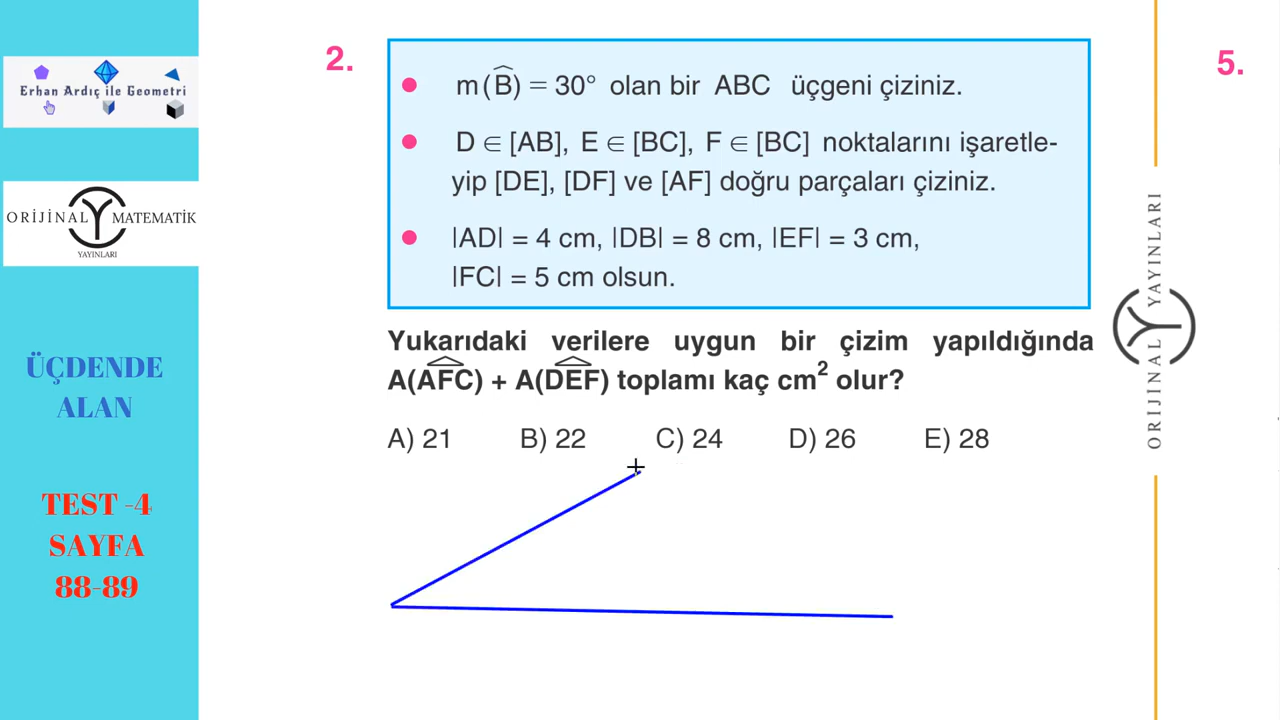 Erhan Ardıç ile Geometri
ORİJİNAL MATEMATİK
YAYINLARI
ÜÇDENDE
ALAN
TEST -4
SAYFA
88-89
2.
• m(B̂) = 30° olan bir ABC üçgeni çiziniz.
• D ∈ [AB], E ∈ [BC], F ∈ [BC] noktalarını işaretle-
yip [DE], [DF] ve [AF] doğru parçaları çiziniz.
• |AD| = 4 cm, |DB| = 8 cm, |EF| = 3 cm,
|FC| = 5 cm olsun.
Yukarıdaki verilere uygun bir çizim yapıldığında
A(AFC) + A(DEF) toplamı kaç cm² olur?
A) 21 B) 22 C) 24 D) 26 E) 28
ORİJİNAL YAYINLARI
5.